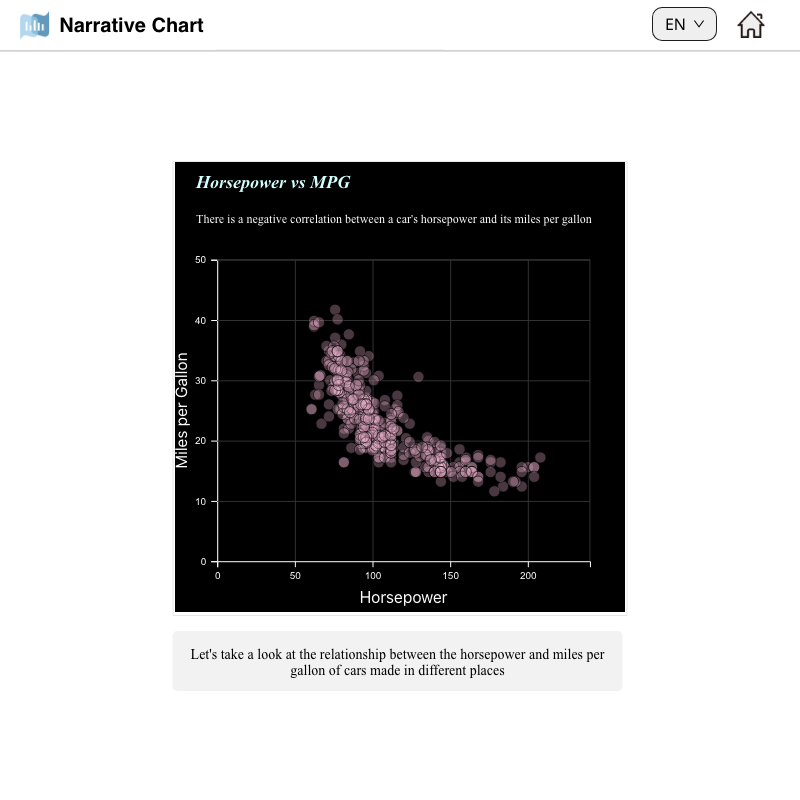 Narrative Chart
EN
Horsepower vs MPG
There is a negative correlation between a car's horsepower and its miles per gallon
50
40
30
20
10
0
Miles per Gallon
0 50 100 150 200
Horsepower
Let's take a look at the relationship between the horsepower and miles per
gallon of cars made in different places